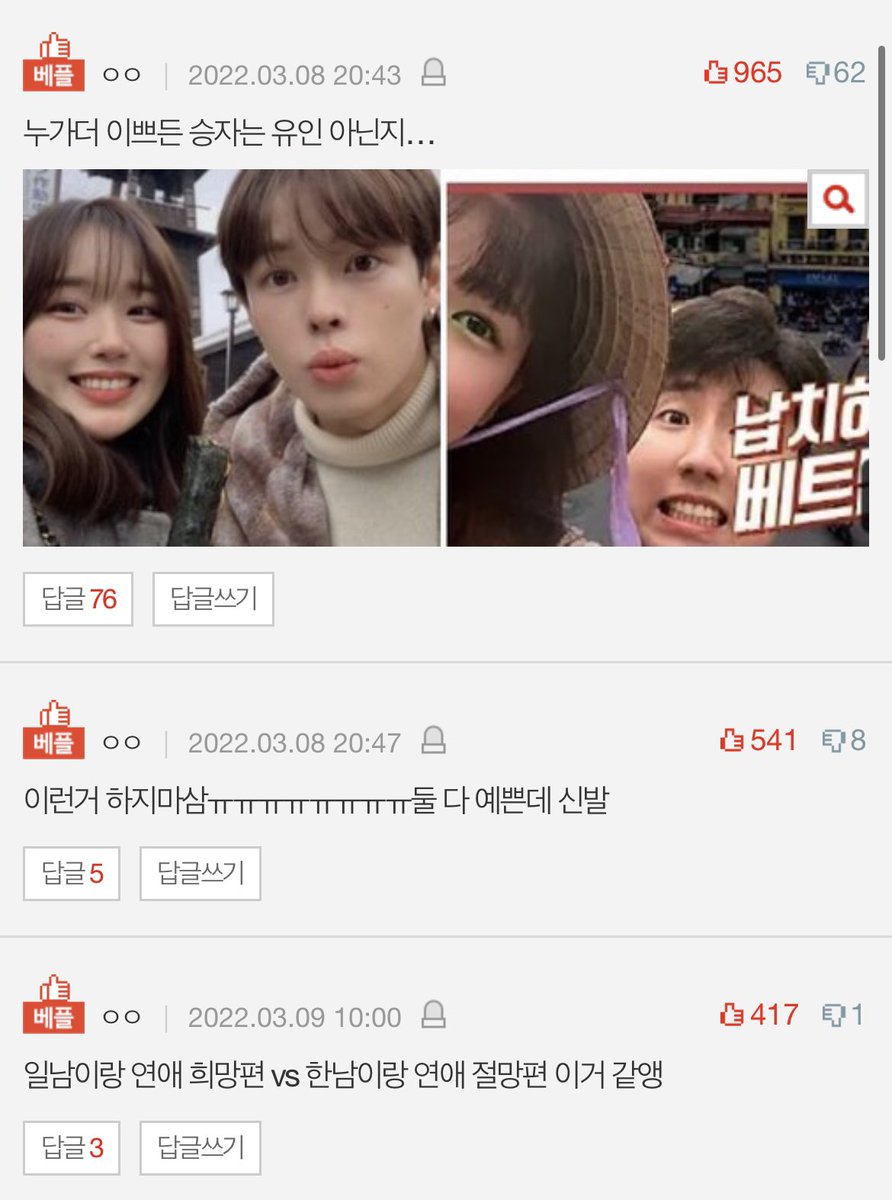 베플 ㅇㅇ | 2022.03.08 20:43 965 62
누가더 이쁘든 승자는 유인 아닌지...
납치하
베트
답글 76 답글쓰기
베플 ㅇㅇ | 2022.03.08 20:47 541 8
이런거 하지마삼ㅠㅠㅠㅠㅠㅠㅠㅠ둘 다 예쁜데 신발
답글 5 답글쓰기
베플 ㅇㅇ | 2022.03.09 10:00 417 1
일남이랑 연애 희망편 vs 한남이랑 연애 절망편 이거 같앵
답글 3 답글쓰기